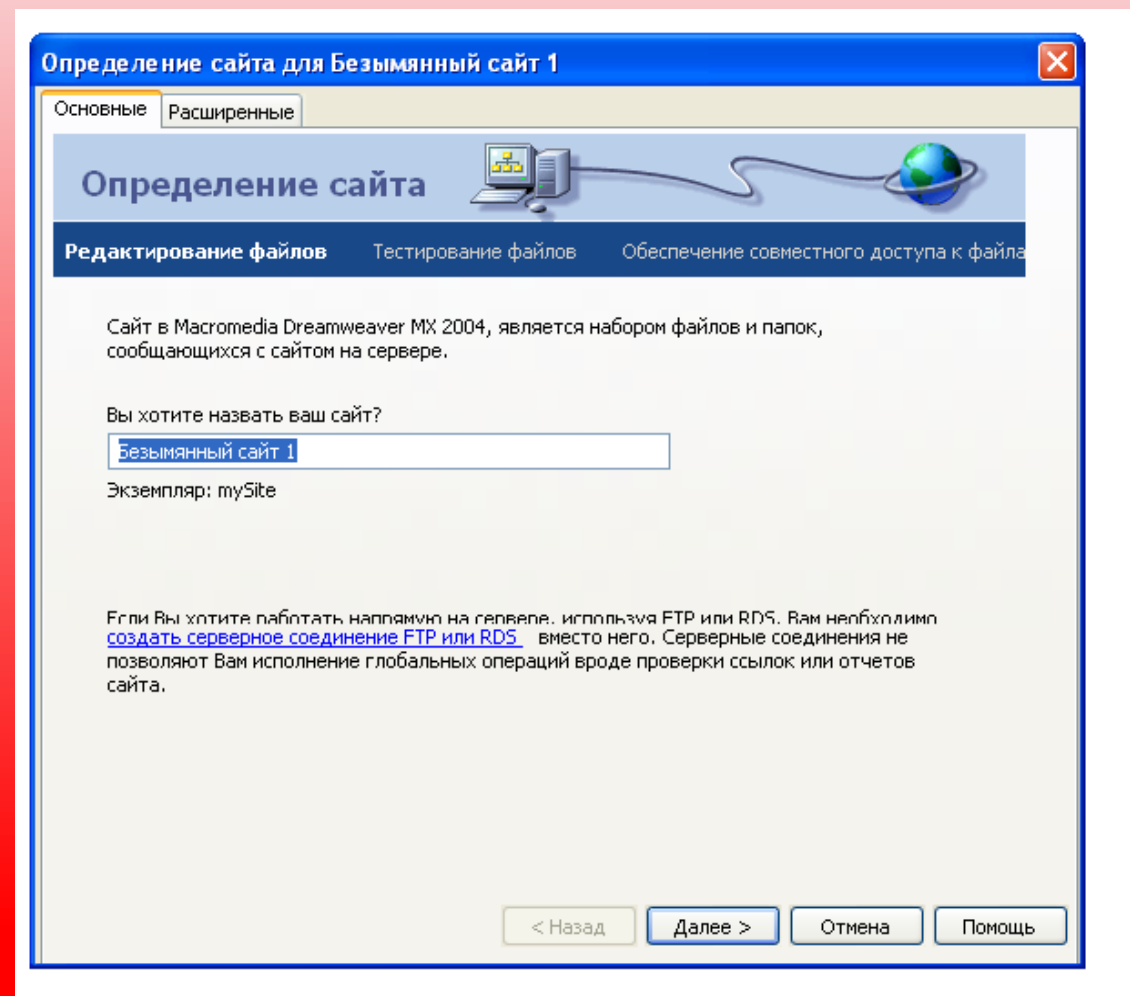 Определение сайта для Безымянный сайт 1
Основные Расширенные
Определение сайта
Редактирование файлов Тестирование файлов Обеспечение совместного доступа к файла
Сайт в Macromedia Dreamweaver MX 2004, является набором файлов и папок,
сообщающихся с сайтом на сервере.
Вы хотите назвать ваш сайт?
Безымянный сайт 1
Экземпляр: mySite
Если Вы хотите работать напрямую на сервере, используя FTP или RDS, Вам необходимо
создать серверное соединение FTP или RDS вместо него. Серверные соединения не
позволяют Вам исполнение глобальных операций вроде проверки ссылок или отчетов
сайта.
< Назад Далее > Отмена Помощь